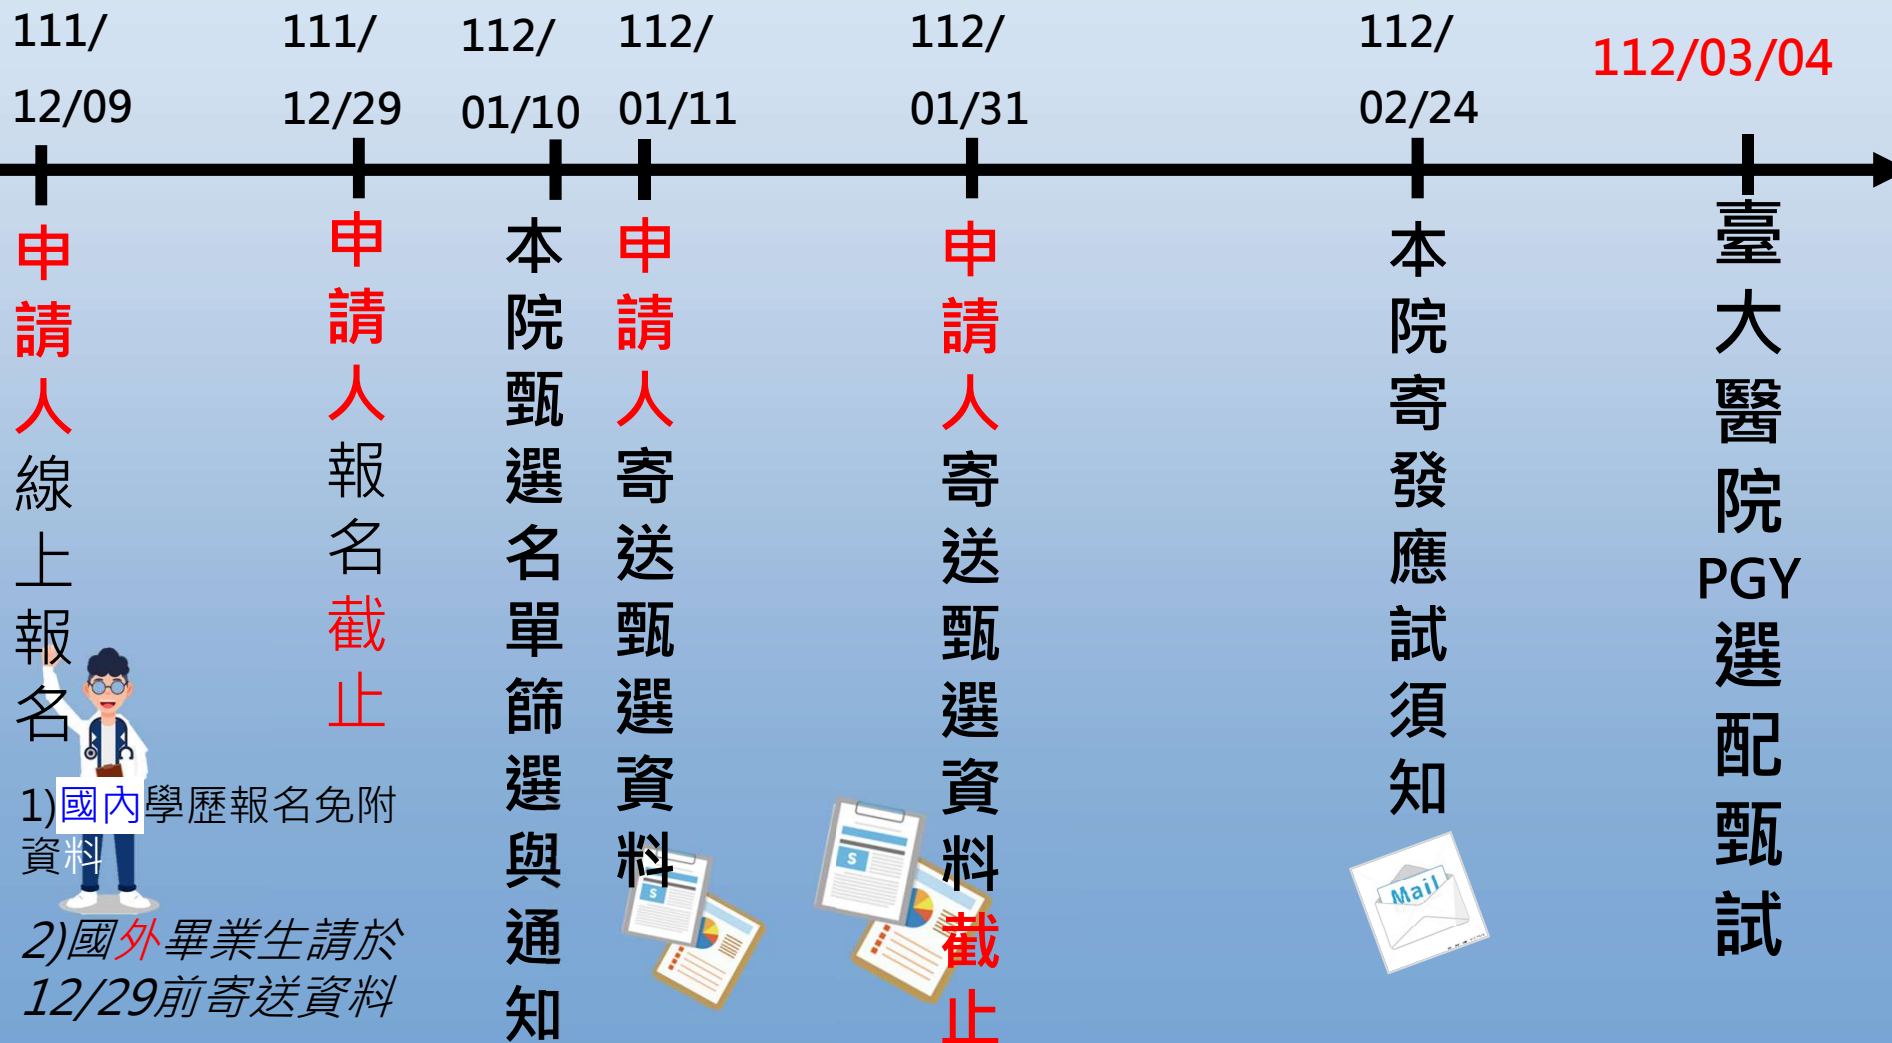 111/
12/09
111/
12/29
112/
01/10
112/
01/11
112/
01/31
112/
02/24
112/03/04
申請人線上報名
申請人報名截止
本院甄選名單篩選與通知
申請人寄送甄選資料
申請人寄送甄選資料截止
本院寄發應試須知
臺大醫院PGY選配甄試
1)國內學歷報名免附
資料
2)國外畢業生請於
12/29前寄送資料
S
S
Mail